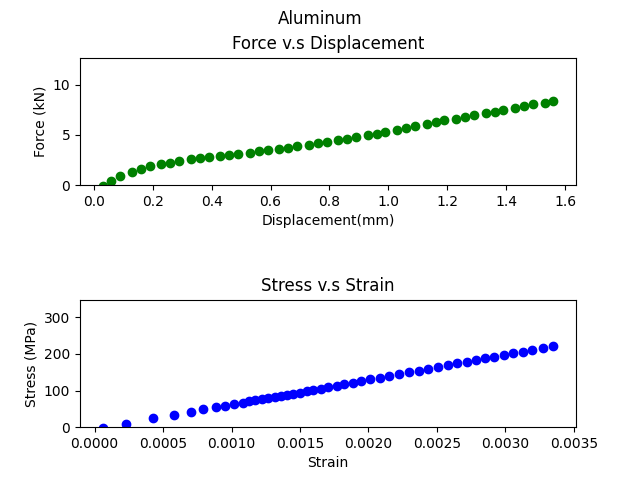 Aluminum
Force v.s Displacement
Force (kN)
10
5
0
0.0 0.2 0.4 0.6 0.8 1.0 1.2 1.4 1.6
Displacement(mm)
Stress v.s Strain
Stress (MPa)
300
200
100
0
0.0000 0.0005 0.0010 0.0015 0.0020 0.0025 0.0030 0.0035
Strain